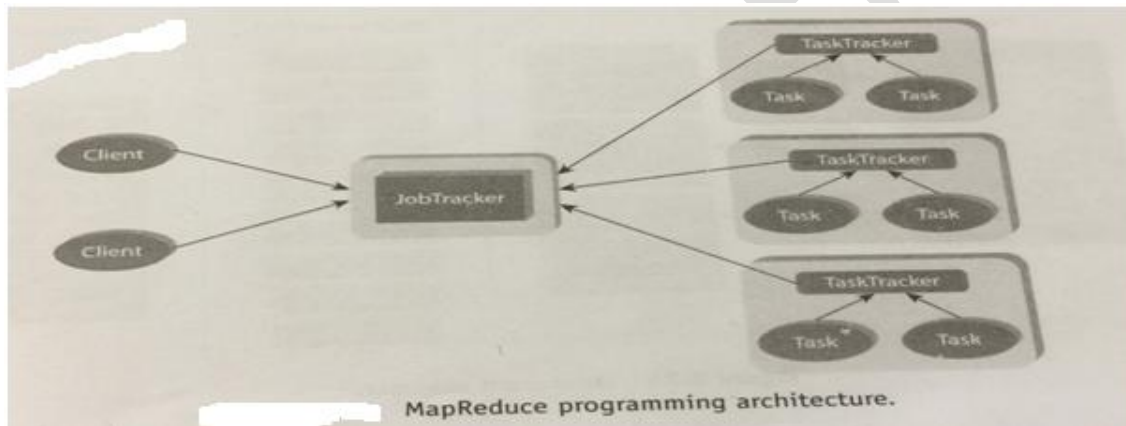 TaskTracker
Task Task
Client
TaskTracker
JobTracker
Task Task
Client
TaskTracker
Task Task
MapReduce programming architecture.